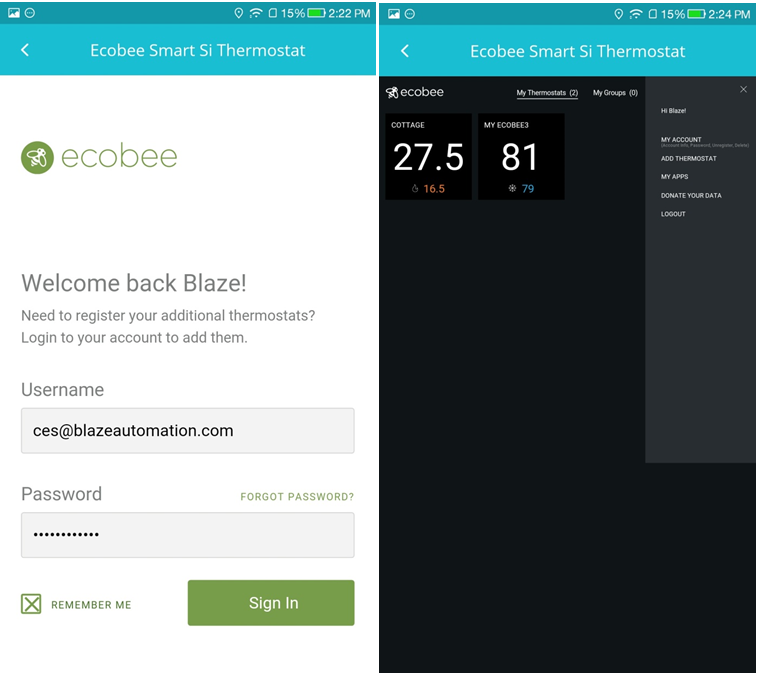 15% 2:22 PM
Ecobee Smart Si Thermostat
ecobee
Welcome back Blaze!
Need to register your additional thermostats?
Login to your account to add them.
Username
ces@blazeautomation.com
Password
FORGOT PASSWORD?
••••••••••••
REMEMBER ME
Sign In
15% 2:24 PM
Ecobee Smart Si Thermostat
ecobee
My Thermostats (2) My Groups (0)
COTTAGE
27.5
16.5
MY ECOBEE3
81
79
Hi Blaze!
MY ACCOUNT
(Account Info, Password, Unregister, Delete)
ADD THERMOSTAT
MY APPS
DONATE YOUR DATA
LOGOUT